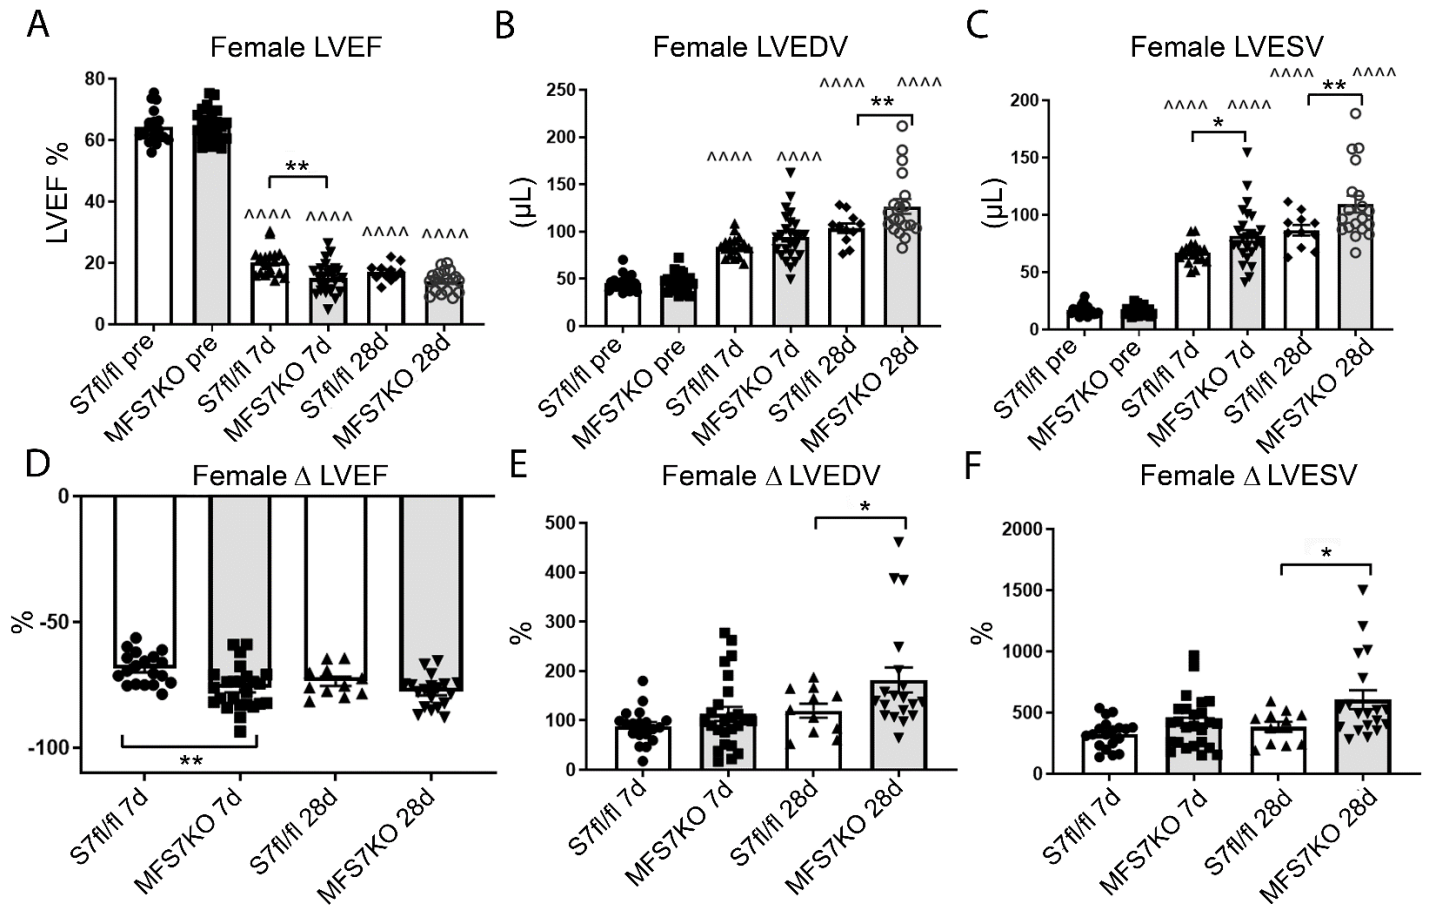 A
Female LVEF
LVEF %
80
60
40
20
0
**
^^^^
^^^^
^^^^
^^^^
S7fl/fl pre
MFS7KO pre
S7fl/fl 7d
MFS7KO 7d
S7fl/fl 28d
MFS7KO 28d
B
Female LVEDV
(µL)
250
200
150
100
50
0
^^^^
^^^^
^^^^
^^^^
**
S7fl/fl pre
MFS7KO pre
S7fl/fl 7d
MFS7KO 7d
S7fl/fl 28d
MFS7KO 28d
C
Female LVESV
(µL)
200
150
100
50
0
^^^^
^^^^
^^^^
^^^^
*
**
S7fl/fl pre
MFS7KO pre
S7fl/fl 7d
MFS7KO 7d
S7fl/fl 28d
MFS7KO 28d
D
Female Δ LVEF
%
0
-50
-100
**
S7fl/fl 7d
MFS7KO 7d
S7fl/fl 28d
MFS7KO 28d
E
Female Δ LVEDV
%
500
400
300
200
100
0
*
S7fl/fl 7d
MFS7KO 7d
S7fl/fl 28d
MFS7KO 28d
F
Female Δ LVESV
%
2000
1500
1000
500
0
*
S7fl/fl 7d
MFS7KO 7d
S7fl/fl 28d
MFS7KO 28d